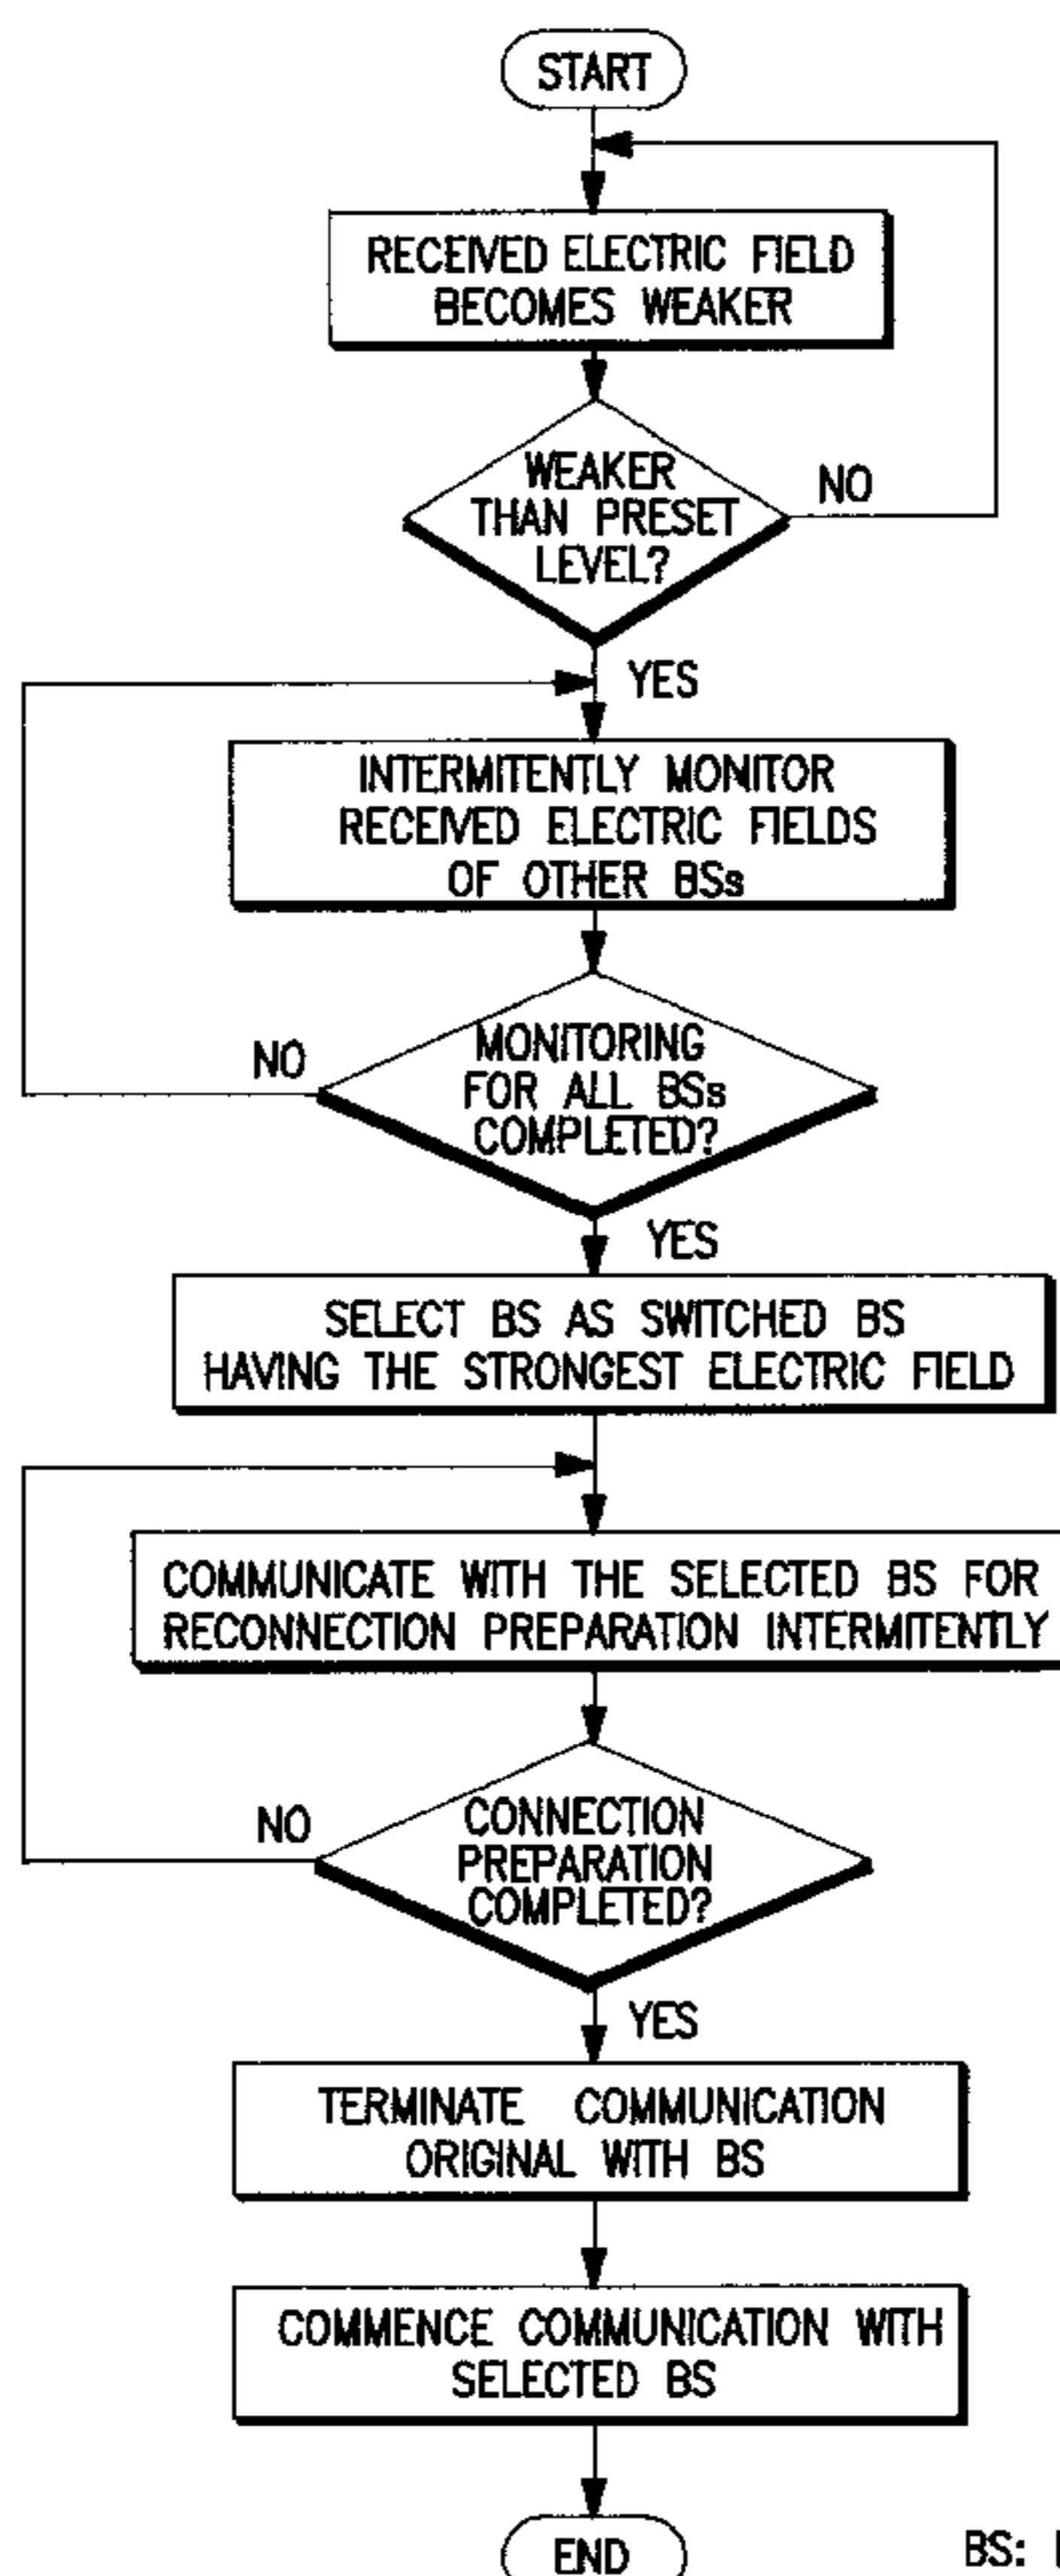 START
RECEIVED ELECTRIC FIELD
BECOMES WEAKER
WEAKER
THAN PRESET
LEVEL?
NO
YES
INTERMITENTLY MONITOR
RECEIVED ELECTRIC FIELDS
OF OTHER BSs
MONITORING
FOR ALL BSs
COMPLETED?
NO
YES
SELECT BS AS SWITCHED BS
HAVING THE STRONGEST ELECTRIC FIELD
COMMUNICATE WITH THE SELECTED BS FOR
RECONNECTION PREPARATION INTERMITENTLY
CONNECTION
PREPARATION
COMPLETED?
NO
YES
TERMINATE COMMUNICATION
ORIGINAL WITH BS
COMMENCE COMMUNICATION WITH
SELECTED BS
END
BS: